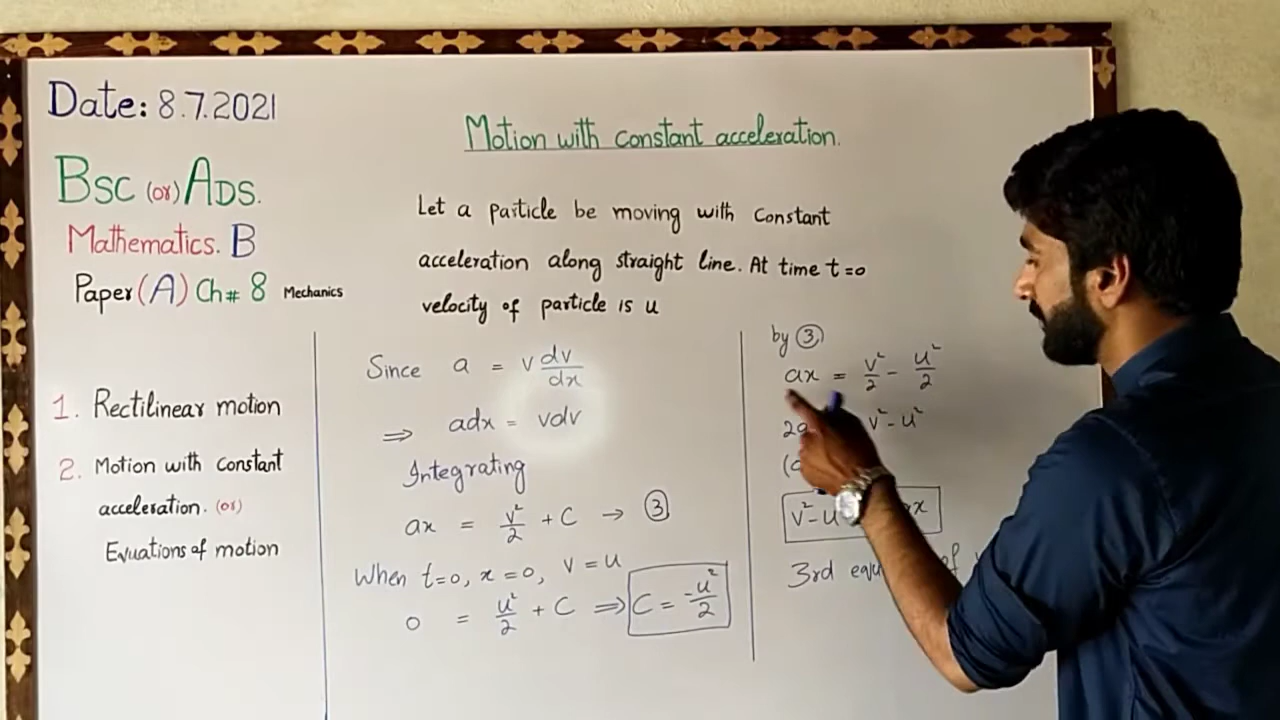 Date: 8.7.2021
BSC (or) ADS.
Mathematics. B
Paper (A) Ch# 8 Mechanics
1. Rectilinear motion
2. Motion with constant
acceleration. (or)
Evuations of motion
Motion with constant acceleration.
Let a particle be moving with Constant
acceleration along straight line. At time t=0
velocity of particle is u
Since a = v dv/dx
⟹ adx = vdv
Integrating
ax = v²/2 + C → ③
When t=0, x=0, v=u
0 = u²/2 + C ⟹ C = -u²/2
by ③
ax = v²/2 - u²/2
v² - u²
v² - u
3rd of